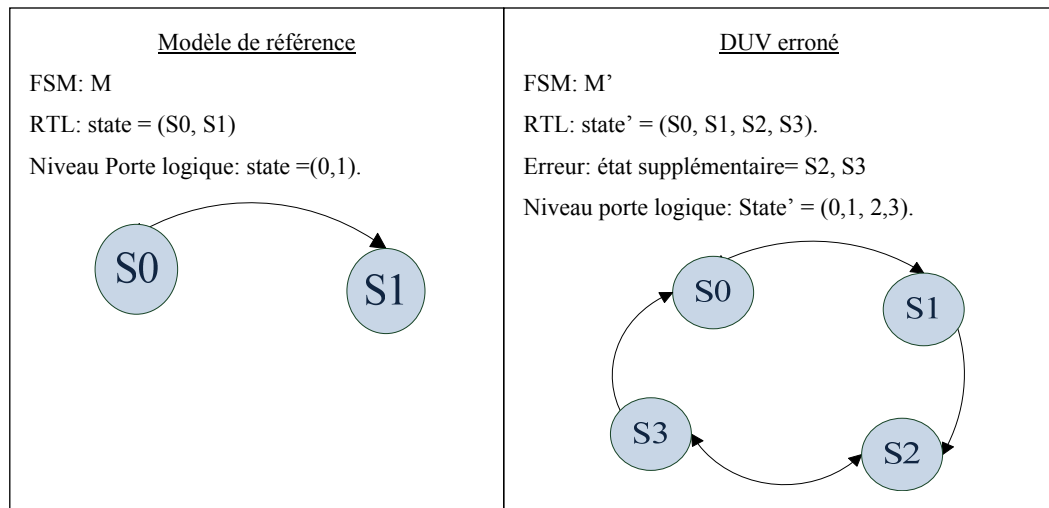 Modèle de référence
FSM: M
RTL: state = (S0, S1)
Niveau Porte logique: state =(0,1).
S0
S1
DUV erroné
FSM: M’
RTL: state’ = (S0, S1, S2, S3).
Erreur: état supplémentaire= S2, S3
Niveau porte logique: State’ = (0,1, 2,3).
S0
S1
S3
S2